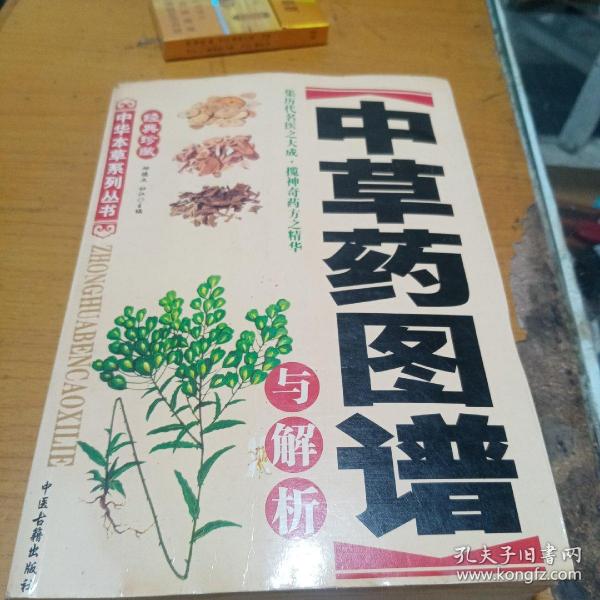 中草药图谱
与解析
集历代名医之大成·揽神奇药方之精华
经典珍藏
中华本草系列丛书
ZHONGHUABENCAOXILIE
中医古籍出版社
孔夫子旧书网
www.kongfz.com